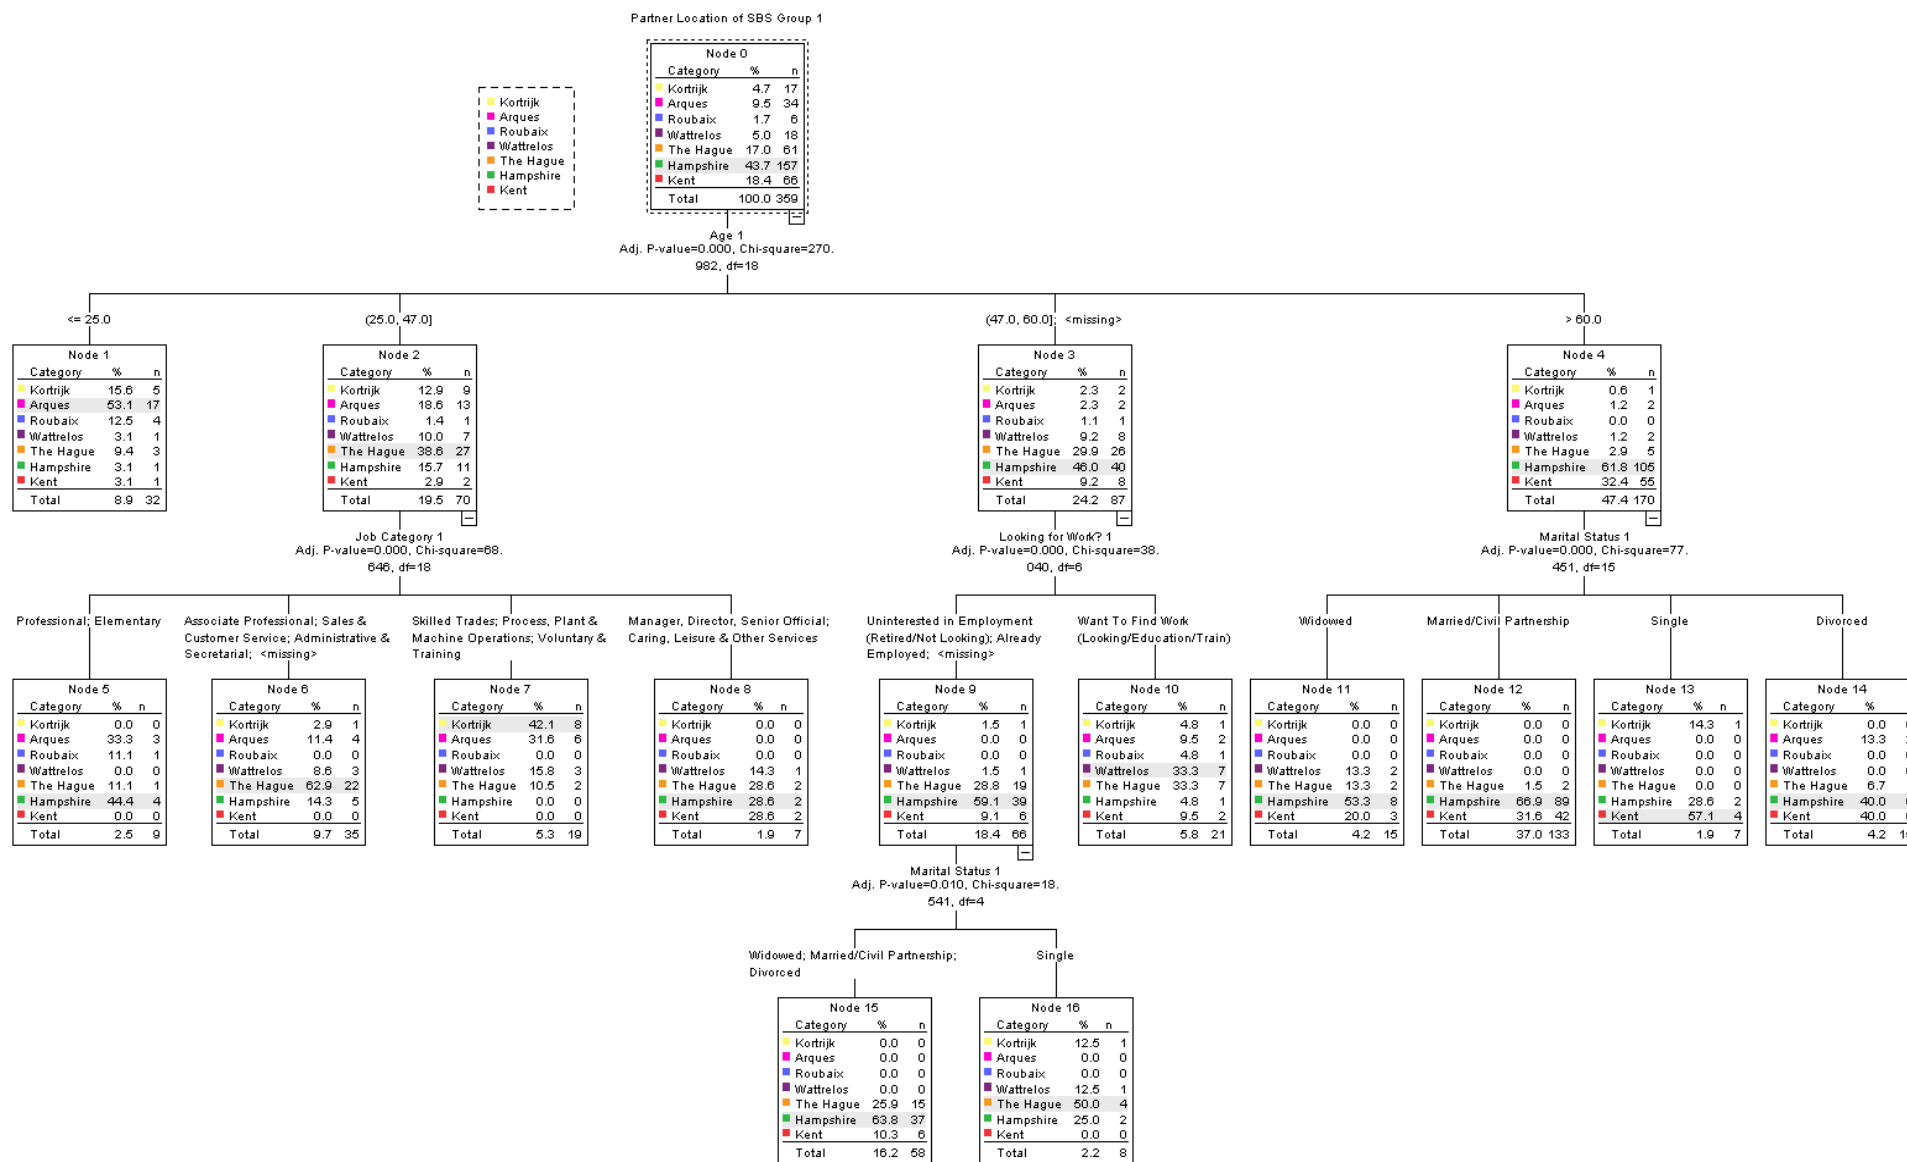 Partner Location of SBS Group 1
Node 0
Category % n
Kortrijk 4.7 17
Arques 9.5 34
Roubaix 1.7 6
Wattrelos 5.0 18
The Hague 17.0 61
Hampshire 43.7 157
Kent 18.4 66
Total 100.0 359
Kortrijk
Arques
Roubaix
Wattrelos
The Hague
Hampshire
Kent
Age 1
Adj. P-value=0.000, Chi-square=270.
982, df=18
<= 25.0
(25.0, 47.0]
(47.0, 60.0]; <missing>
> 60.0
Node 1
Category % n
Kortrijk 15.6 5
Arques 53.1 17
Roubaix 12.5 4
Wattrelos 3.1 1
The Hague 9.4 3
Hampshire 3.1 1
Kent 3.1 1
Total 8.9 32
Node 2
Category % n
Kortrijk 12.9 9
Arques 18.6 13
Roubaix 1.4 1
Wattrelos 10.0 7
The Hague 38.6 27
Hampshire 15.7 11
Kent 2.9 2
Total 19.5 70
Node 3
Category % n
Kortrijk 2.3 2
Arques 2.3 2
Roubaix 1.1 1
Wattrelos 9.2 8
The Hague 29.9 26
Hampshire 46.0 40
Kent 9.2 8
Total 24.2 87
Node 4
Category % n
Kortrijk 0.6 1
Arques 1.2 2
Roubaix 0.0 0
Wattrelos 1.2 2
The Hague 2.9 5
Hampshire 61.8 105
Kent 32.4 55
Total 47.4 170
Job Category 1
Adj. P-value=0.000, Chi-square=68.
646, df=18
Looking for Work? 1
Adj. P-value=0.000, Chi-square=38.
040, df=6
Marital Status 1
Adj. P-value=0.000, Chi-square=77.
451, df=15
Professional; Elementary
Associate Professional; Sales &
Customer Service; Administrative &
Secretarial; <missing>
Skilled Trades; Process, Plant &
Machine Operations; Voluntary &
Training
Manager, Director, Senior Official;
Caring, Leisure & Other Services
Uninterested in Employment
(Retired/Not Looking); Already
Employed; <missing>
Want To Find Work
(Looking/Education/Train)
Widowed
Married/Civil Partnership
Single
Divorced
Node 5
Category % n
Kortrijk 0.0 0
Arques 33.3 3
Roubaix 11.1 1
Wattrelos 0.0 0
The Hague 11.1 1
Hampshire 44.4 4
Kent 0.0 0
Total 2.5 9
Node 6
Category % n
Kortrijk 2.9 1
Arques 11.4 4
Roubaix 0.0 0
Wattrelos 8.6 3
The Hague 62.9 22
Hampshire 14.3 5
Kent 0.0 0
Total 9.7 35
Node 7
Category % n
Kortrijk 42.1 8
Arques 31.6 6
Roubaix 0.0 0
Wattrelos 15.8 3
The Hague 10.5 2
Hampshire 0.0 0
Kent 0.0 0
Total 5.3 19
Node 8
Category % n
Kortrijk 0.0 0
Arques 0.0 0
Roubaix 0.0 0
Wattrelos 14.3 1
The Hague 28.6 2
Hampshire 28.6 2
Kent 28.6 2
Total 1.9 7
Node 9
Category % n
Kortrijk 1.5 1
Arques 0.0 0
Roubaix 0.0 0
Wattrelos 1.5 1
The Hague 28.8 19
Hampshire 59.1 39
Kent 9.1 6
Total 18.4 66
Node 10
Category % n
Kortrijk 4.8 1
Arques 9.5 2
Roubaix 4.8 1
Wattrelos 33.3 7
The Hague 33.3 7
Hampshire 4.8 1
Kent 9.5 2
Total 5.8 21
Node 11
Category % n
Kortrijk 0.0 0
Arques 0.0 0
Roubaix 0.0 0
Wattrelos 13.3 2
The Hague 13.3 2
Hampshire 53.3 8
Kent 20.0 3
Total 4.2 15
Node 12
Category % n
Kortrijk 0.0 0
Arques 0.0 0
Roubaix 0.0 0
Wattrelos 0.0 0
The Hague 1.5 2
Hampshire 66.9 89
Kent 31.6 42
Total 37.0 133
Node 13
Category % n
Kortrijk 14.3 1
Arques 0.0 0
Roubaix 0.0 0
Wattrelos 0.0 0
The Hague 0.0 0
Hampshire 28.6 2
Kent 57.1 4
Total 1.9 7
Node 14
Category %
Kortrijk 0.0
Arques 13.3
Roubaix 0.0
Wattrelos 0.0
The Hague 6.7
Hampshire 40.0
Kent 40.0
Total 4.2
Marital Status 1
Adj. P-value=0.010, Chi-square=18.
541, df=4
Widowed; Married/Civil Partnership;
Divorced
Single
Node 15
Category % n
Kortrijk 0.0 0
Arques 0.0 0
Roubaix 0.0 0
Wattrelos 0.0 0
The Hague 25.9 15
Hampshire 63.8 37
Kent 10.3 6
Total 16.2 58
Node 16
Category % n
Kortrijk 12.5 1
Arques 0.0 0
Roubaix 0.0 0
Wattrelos 12.5 1
The Hague 50.0 4
Hampshire 25.0 2
Kent 0.0 0
Total 2.2 8